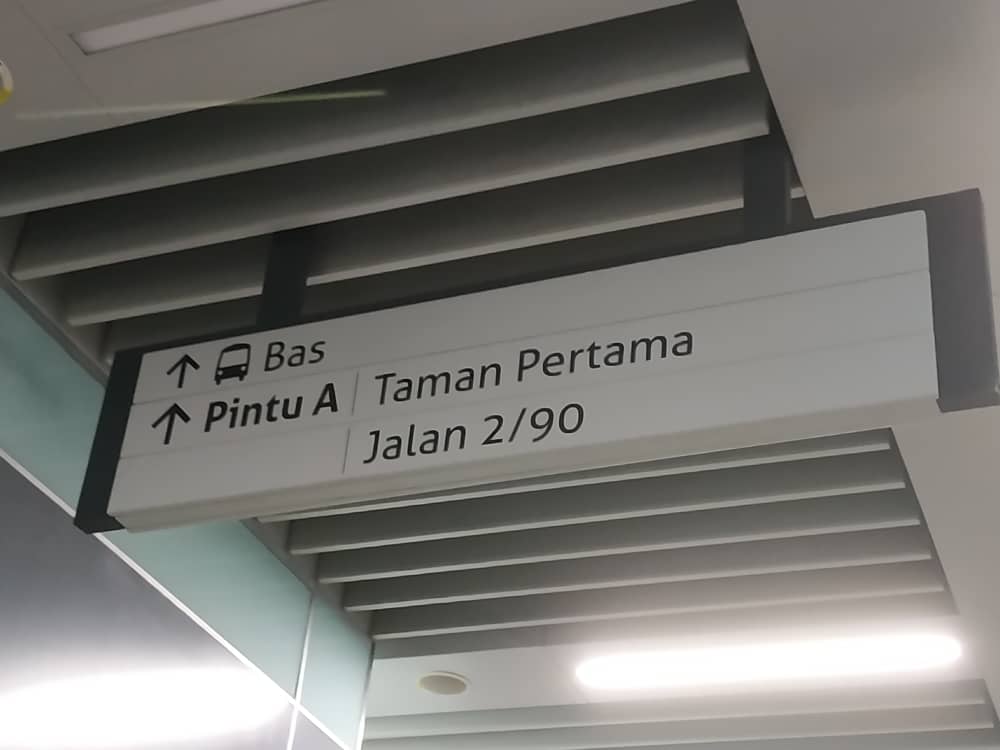 Bas
Pintu A Taman Pertama
Jalan 2/90